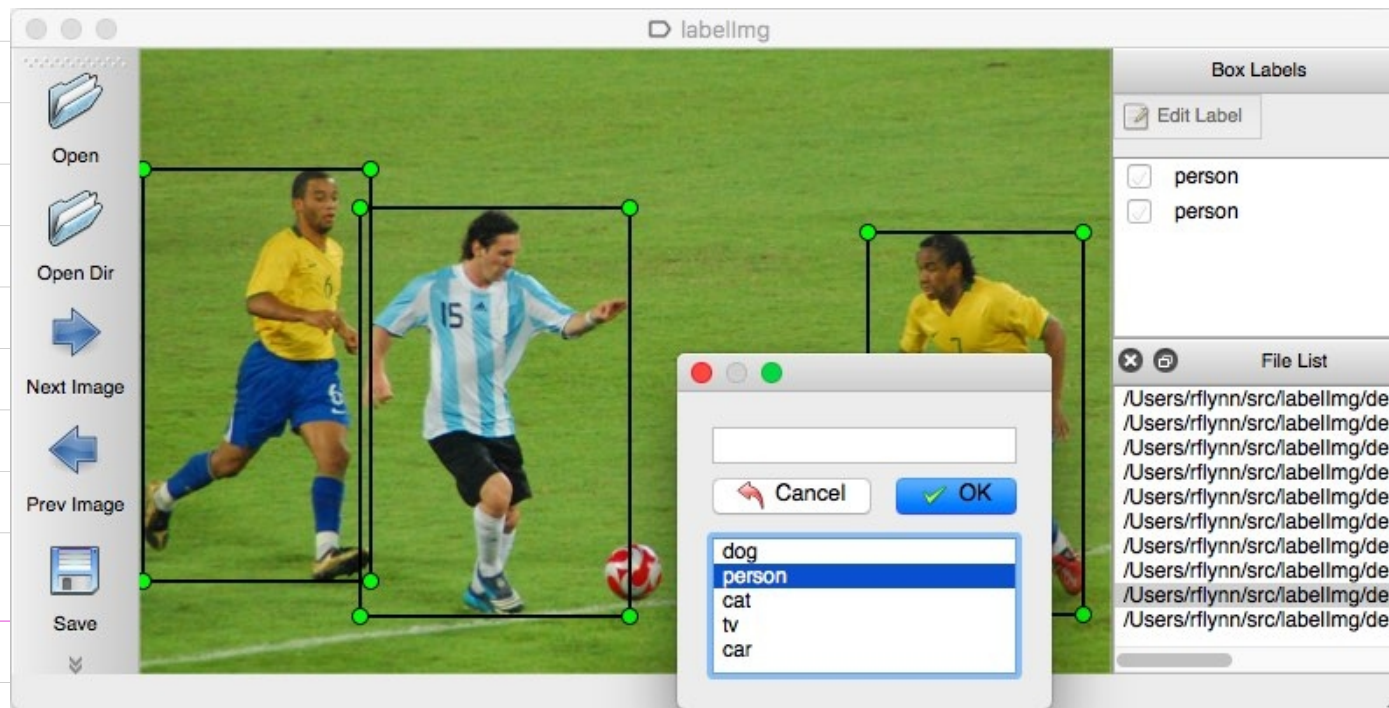 labelImg
Open
Open Dir
Next Image
Prev Image
Save
6
6
15
7
Box Labels
Edit Label
person
person
File List
/Users/rflynn/src/labelImg/de
/Users/rflynn/src/labelImg/de
/Users/rflynn/src/labelImg/de
/Users/rflynn/src/labelImg/de
/Users/rflynn/src/labelImg/de
/Users/rflynn/src/labelImg/de
/Users/rflynn/src/labelImg/de
/Users/rflynn/src/labelImg/de
/Users/rflynn/src/labelImg/de
/Users/rflynn/src/labelImg/de
Cancel
OK
dog
person
cat
tv
car